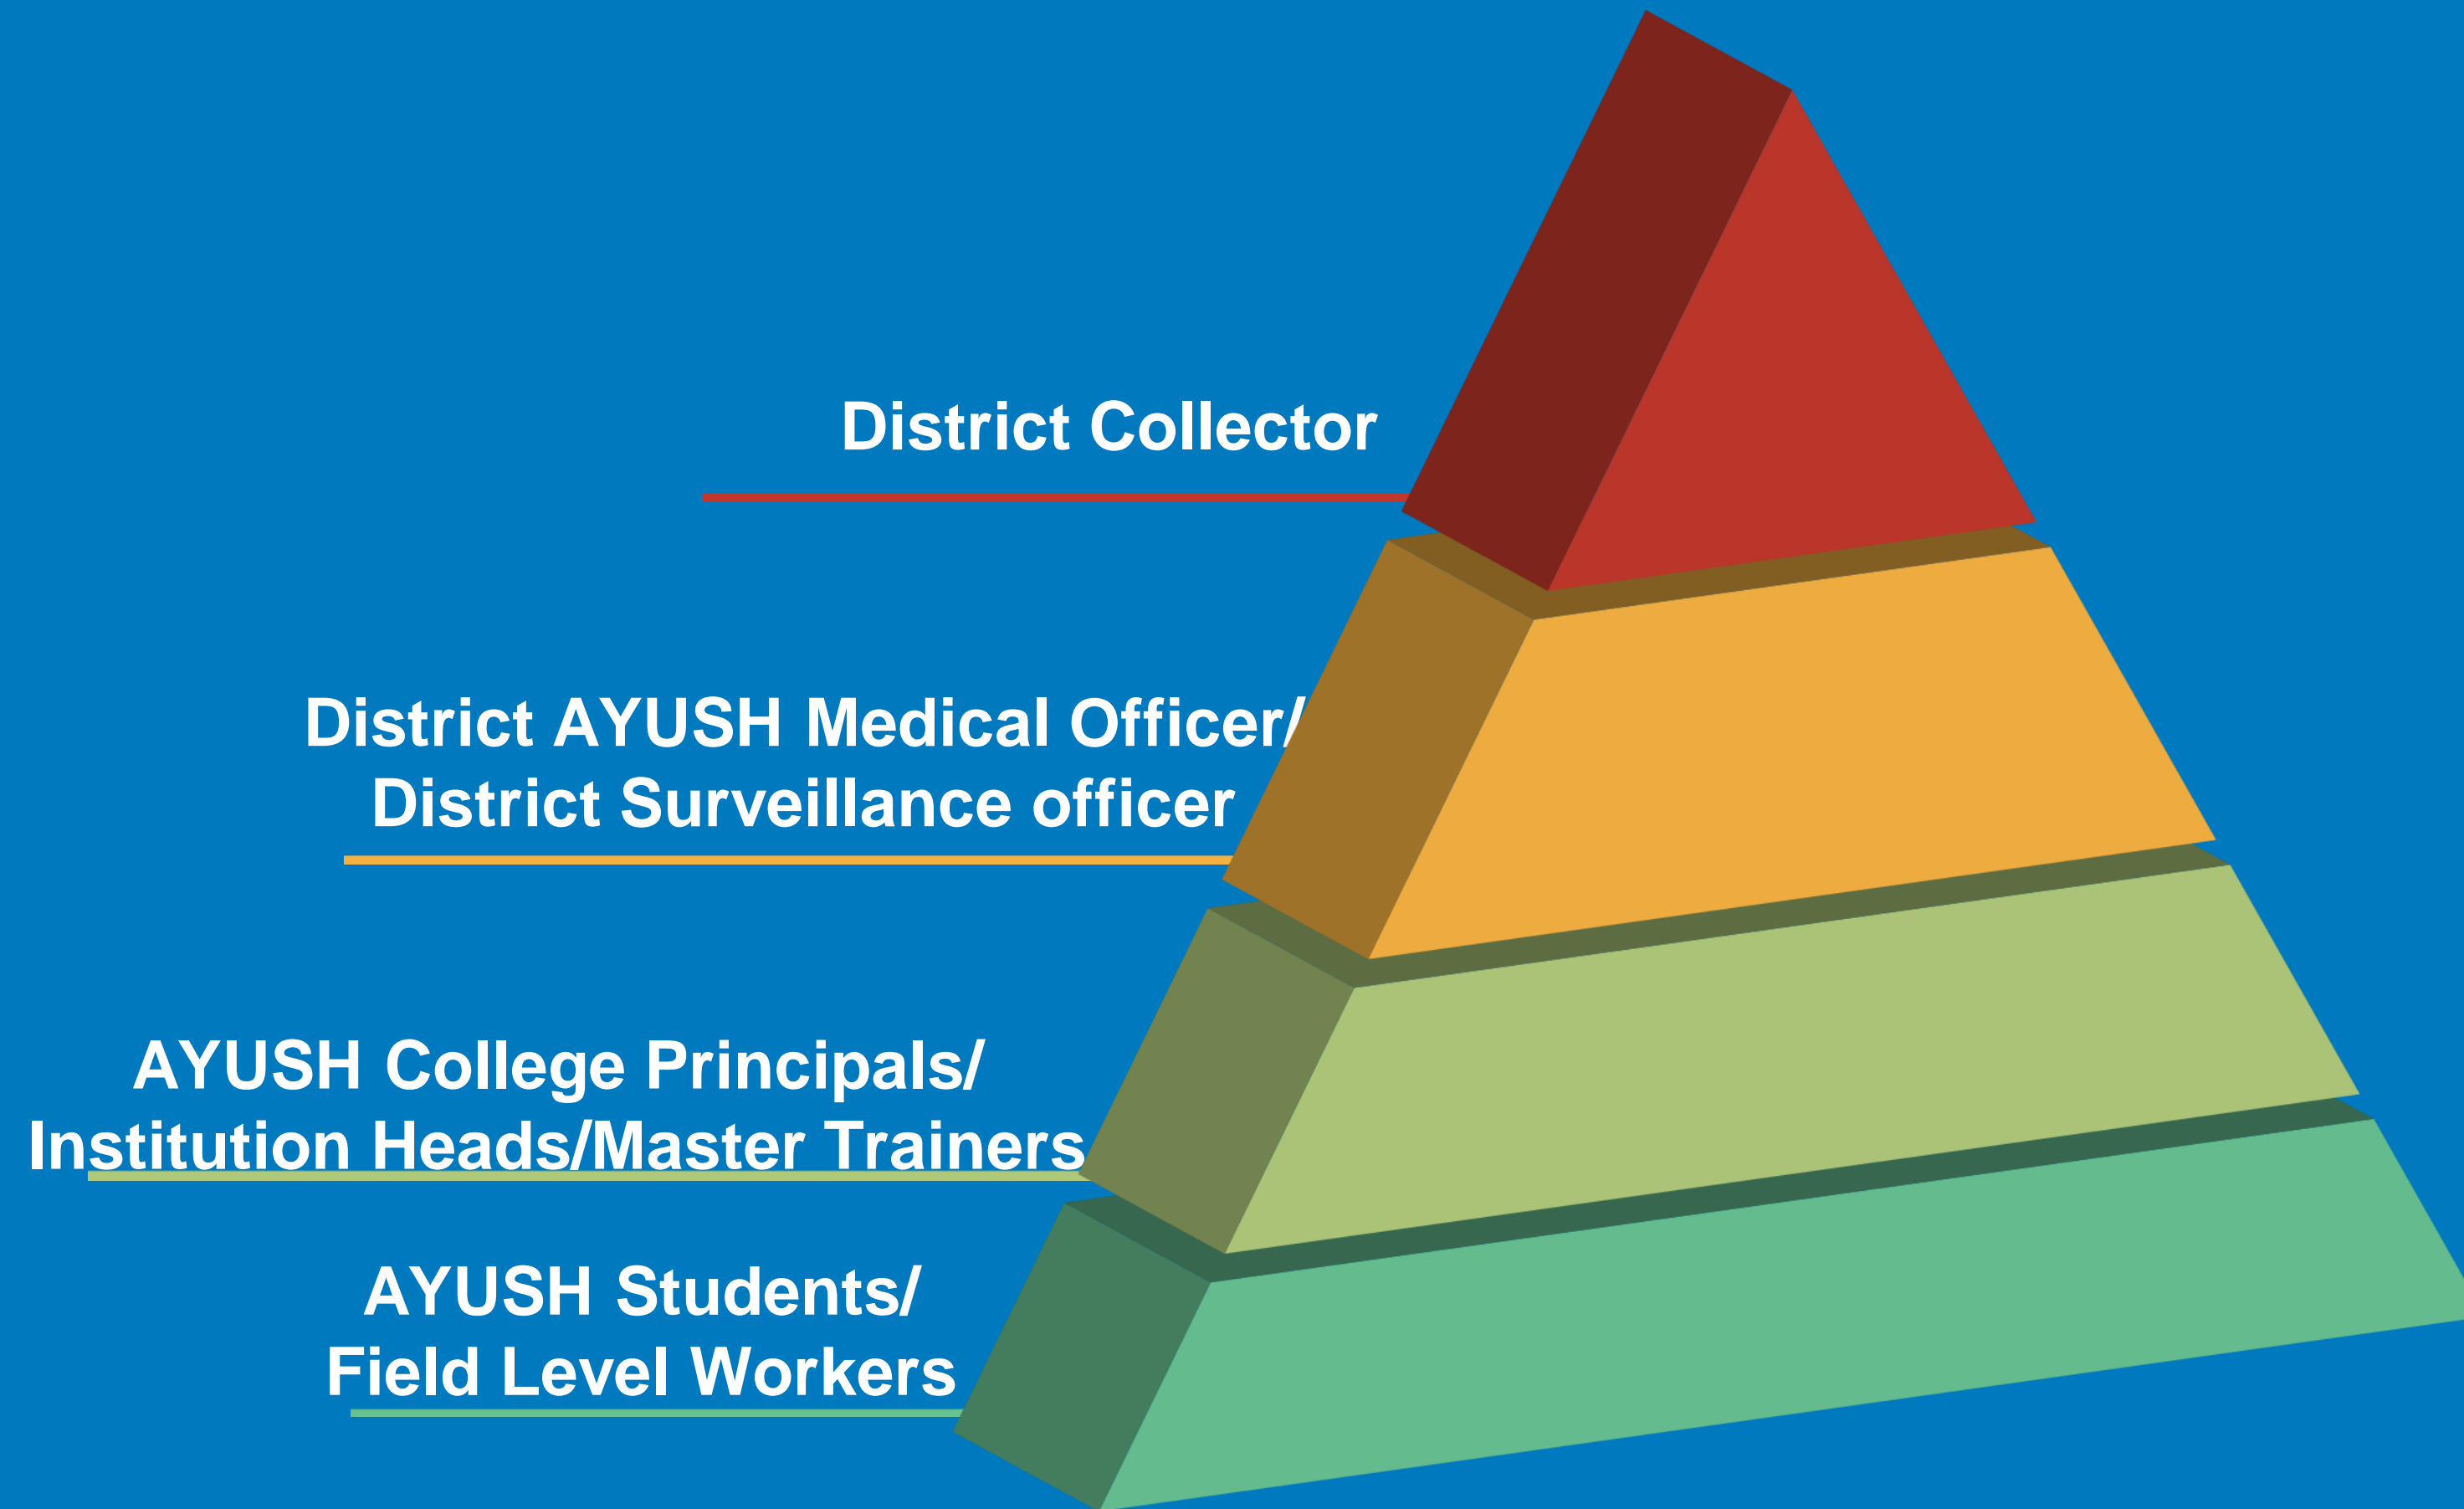 District Collector
District AYUSH Medical Officer/
District Surveillance officer
AYUSH College Principals/
Institution Heads/Master Trainers
AYUSH Students/
Field Level Workers